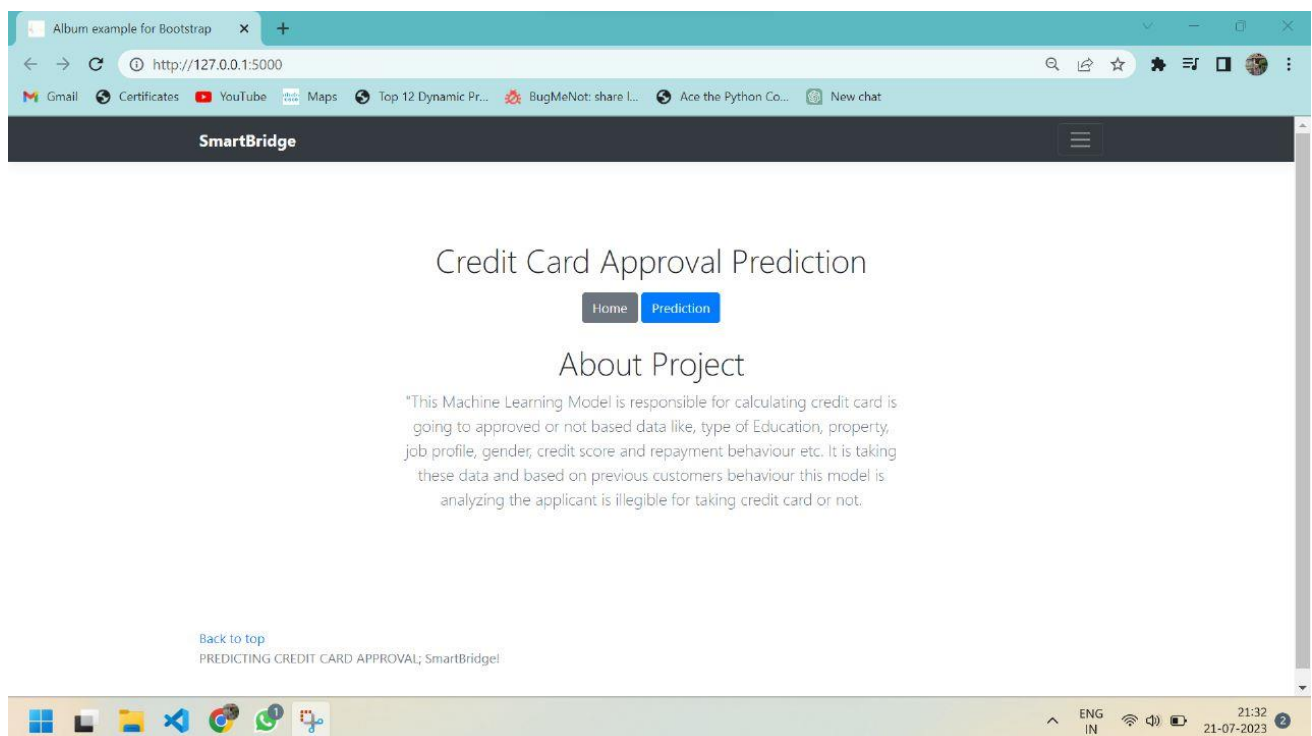 Album example for Bootstrap
http://127.0.0.1:5000
Gmail Certificates YouTube Maps Top 12 Dynamic Pr... BugMeNot: share l... Ace the Python Co... New chat
SmartBridge
Credit Card Approval Prediction
Home Prediction
About Project
"This Machine Learning Model is responsible for calculating credit card is
going to approved or not based data like, type of Education, property,
job profile, gender, credit score and repayment behaviour etc. It is taking
these data and based on previous customers behaviour this model is
analyzing the applicant is illegible for taking credit card or not.
Back to top
PREDICTING CREDIT CARD APPROVAL; SmartBridge!
1
ENG 21:32
IN 21-07-2023 2